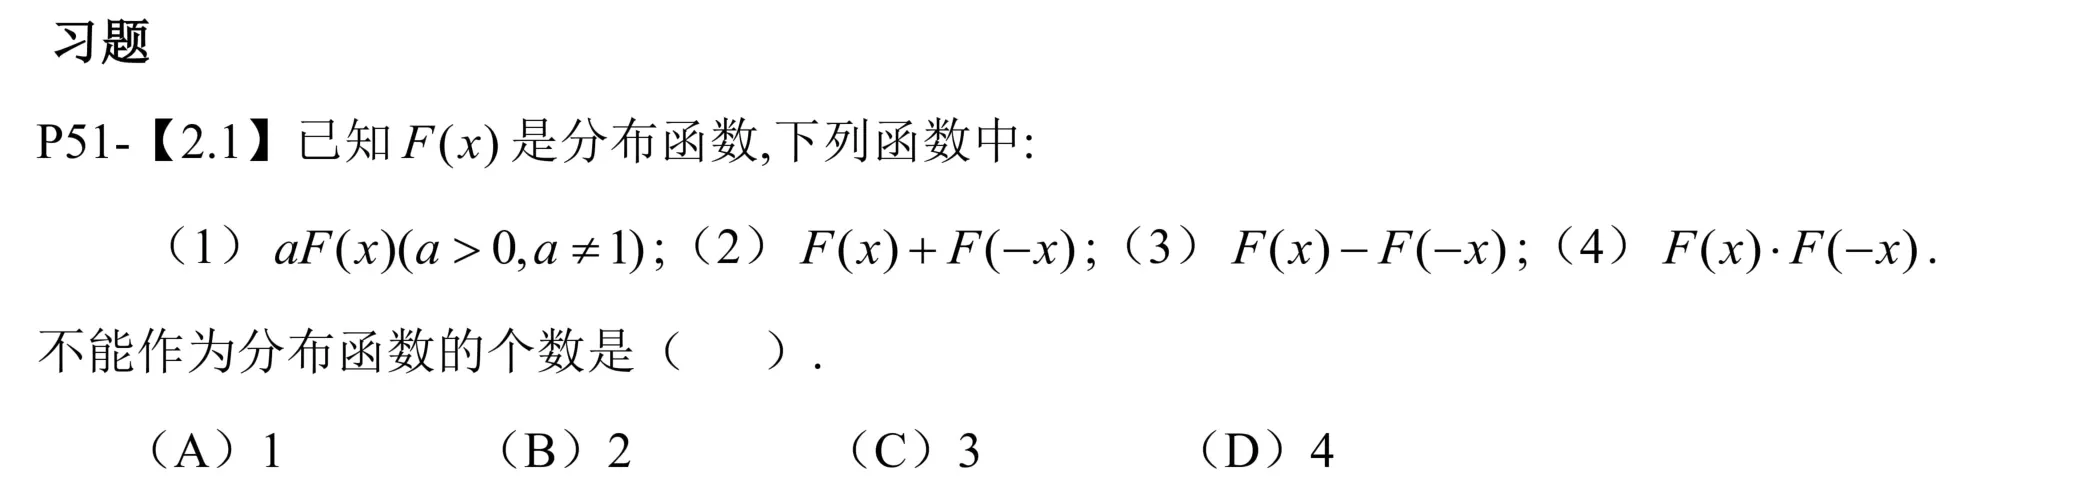 习题
P51-【2.1】已知F(x)是分布函数,下列函数中:
（1）aF(x)(a>0,a≠1);（2）F(x)+F(−x);（3）F(x)−F(−x);（4）F(x)·F(−x).
不能作为分布函数的个数是（ ）.
（A）1 （B）2 （C）3 （D）4